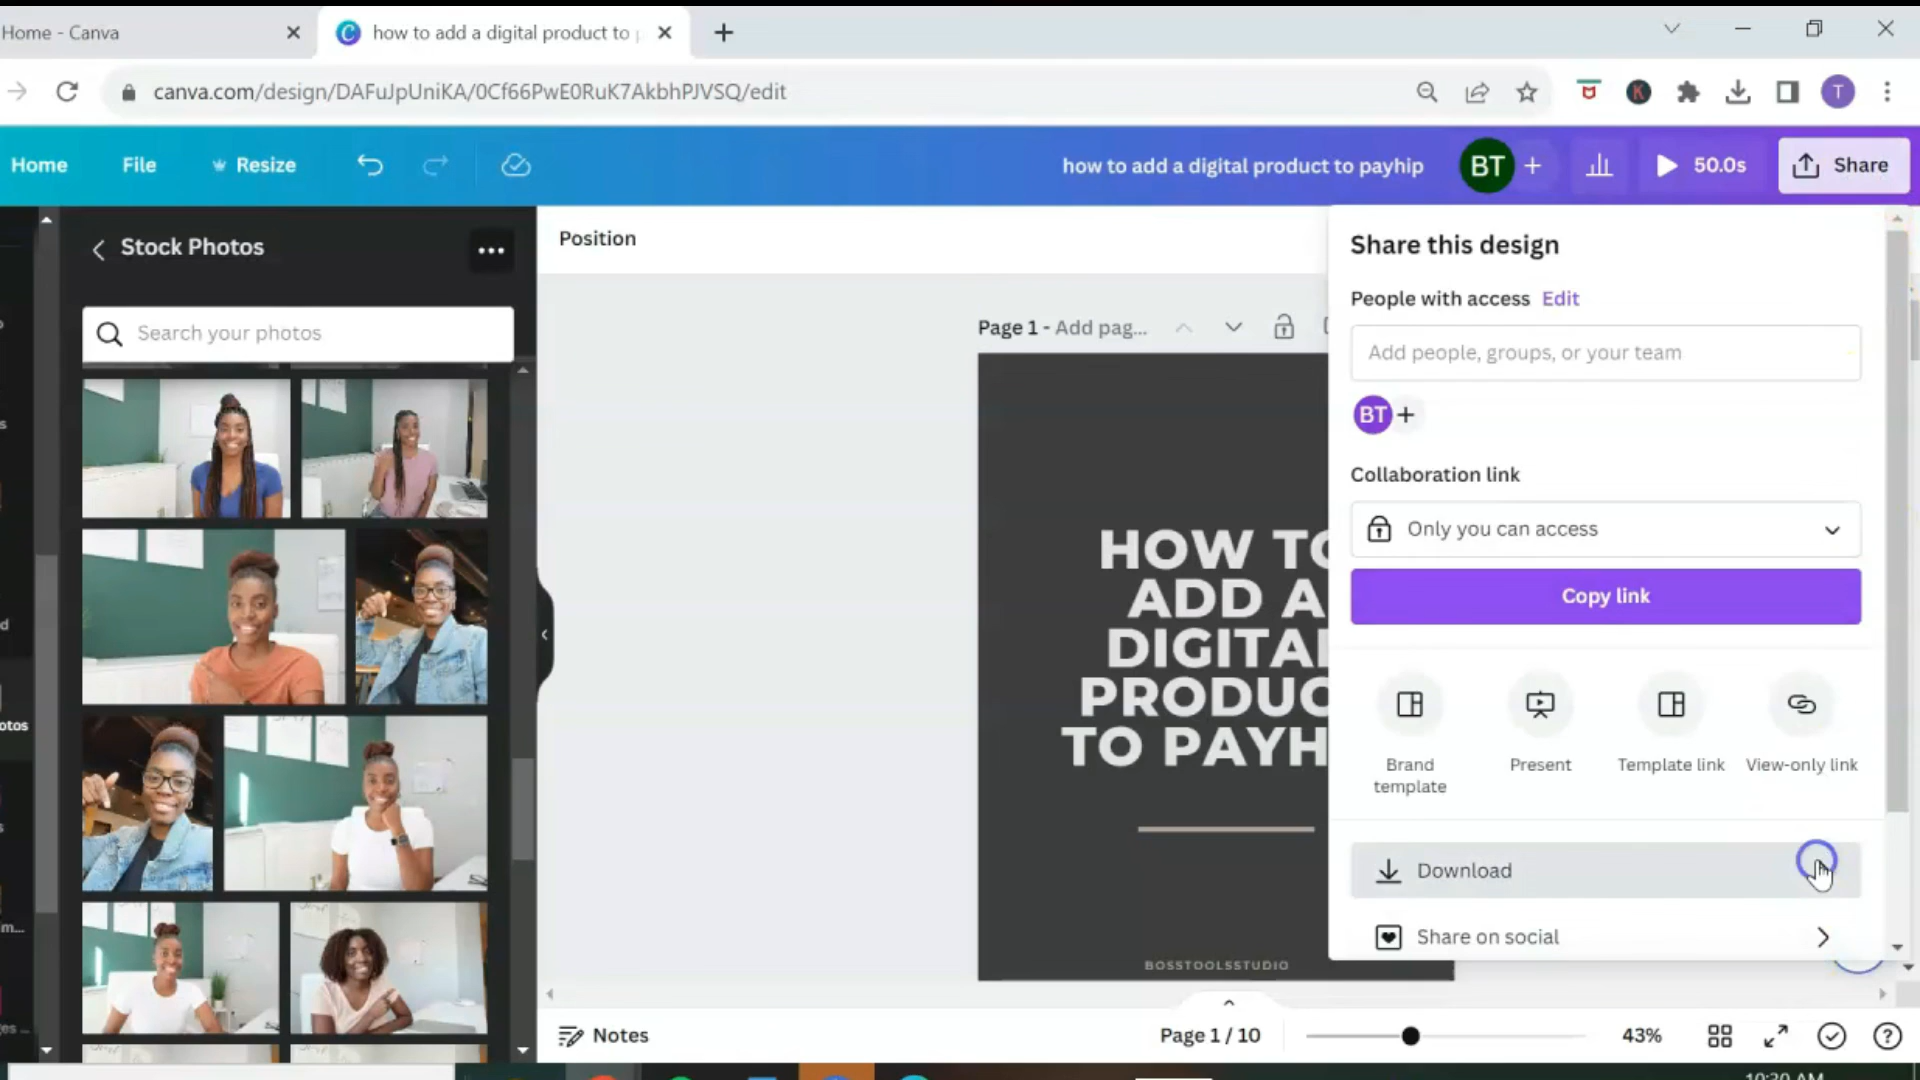 Home - Canva
how to add a digital product to
canva.com/design/DAFuJpUniKA/0Cf66PwE0RuK7AkbhPJVSQ/edit
T
Home
File
Resize
how to add a digital product to payhip
BT
50.0s
Share
Stock Photos
Search your photos
Position
Page 1 - Add pag...
HOW TO
ADD A
DIGITAL
PRODUC
TO PAYH
BOSSTOOLSSTUDIO
Share this design
People with access Edit
Add people, groups, or your team
BT
Collaboration link
Only you can access
Copy link
Brand
template
Present
Template link
View-only link
Download
Share on social
Notes
Page 1 / 10
43%
10:20 AM